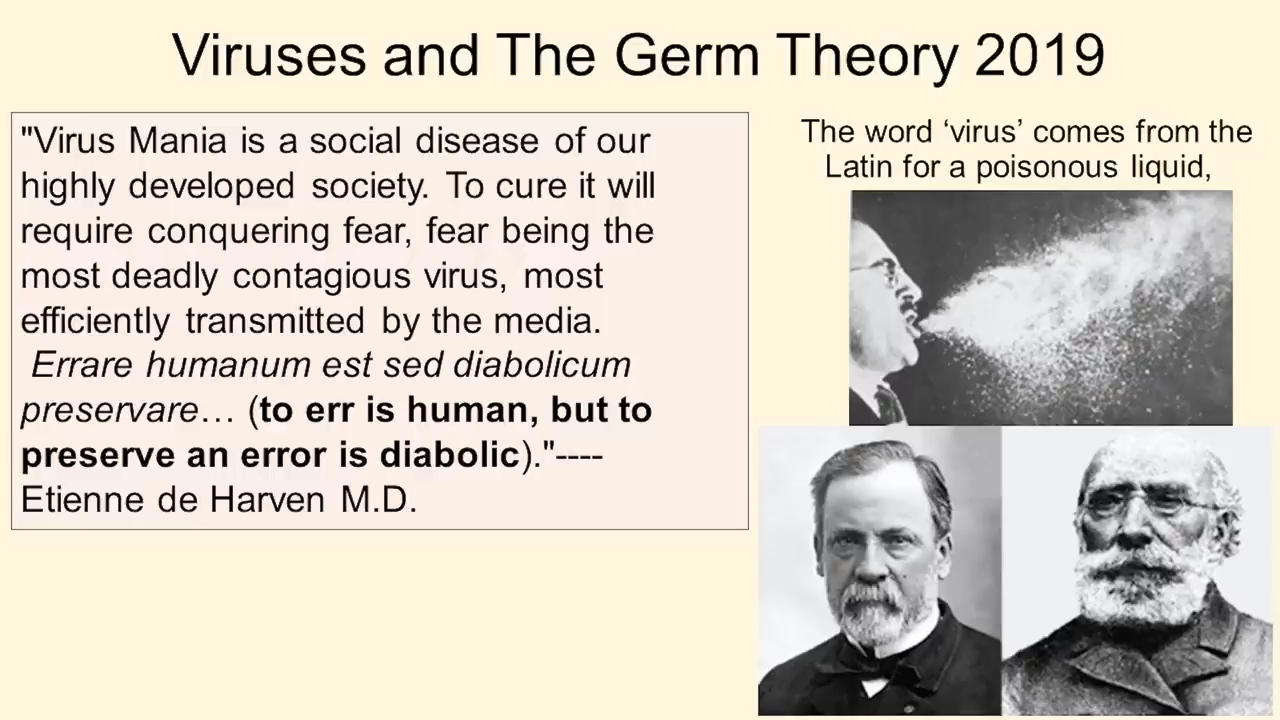 Viruses and The Germ Theory 2019
"Virus Mania is a social disease of our
highly developed society. To cure it will
require conquering fear, fear being the
most deadly contagious virus, most
efficiently transmitted by the media.
Errare humanum est sed diabolicum
preservare… (to err is human, but to
preserve an error is diabolic)."----
Etienne de Harven M.D.
The word ‘virus’ comes from the
Latin for a poisonous liquid,